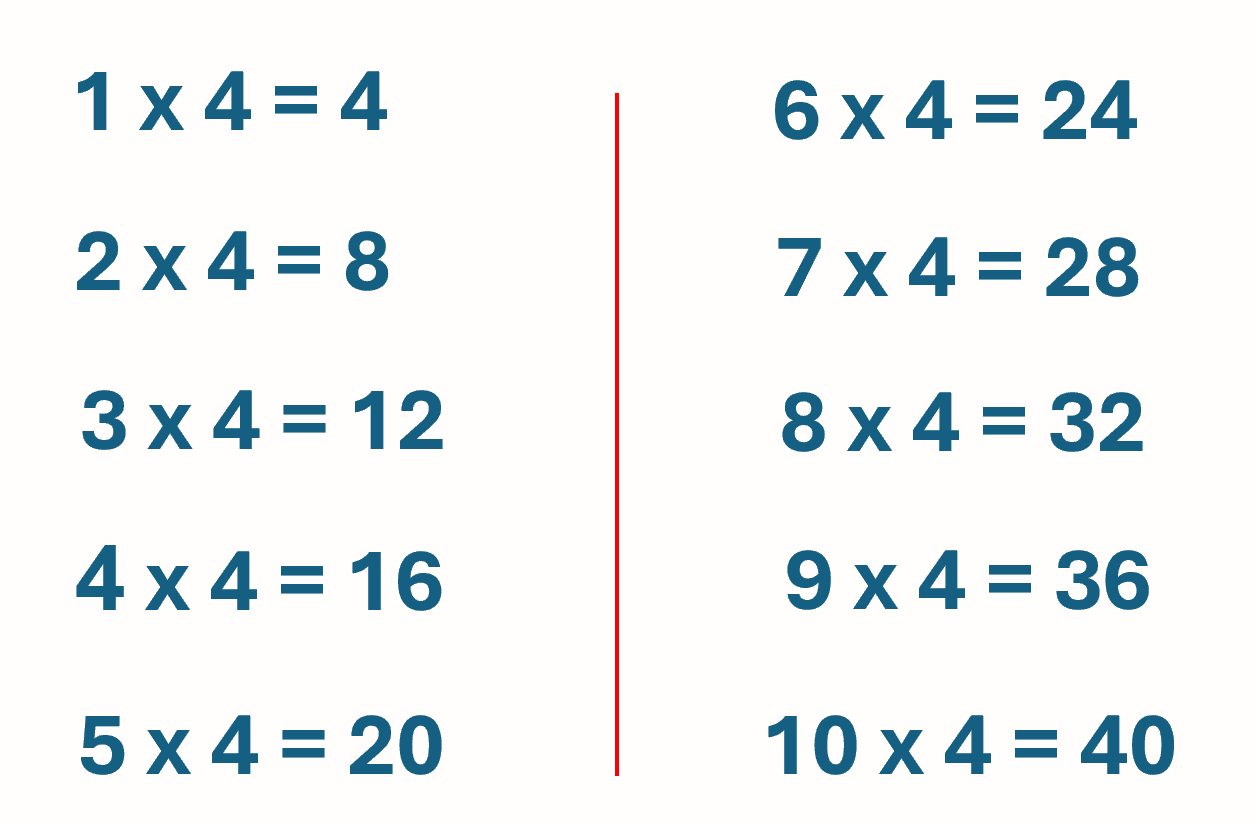 1 x 4 = 4
2 x 4 = 8
3 x 4 = 12
4 x 4 = 16
5 x 4 = 20
6 x 4 = 24
7 x 4 = 28
8 x 4 = 32
9 x 4 = 36
10 x 4 = 40